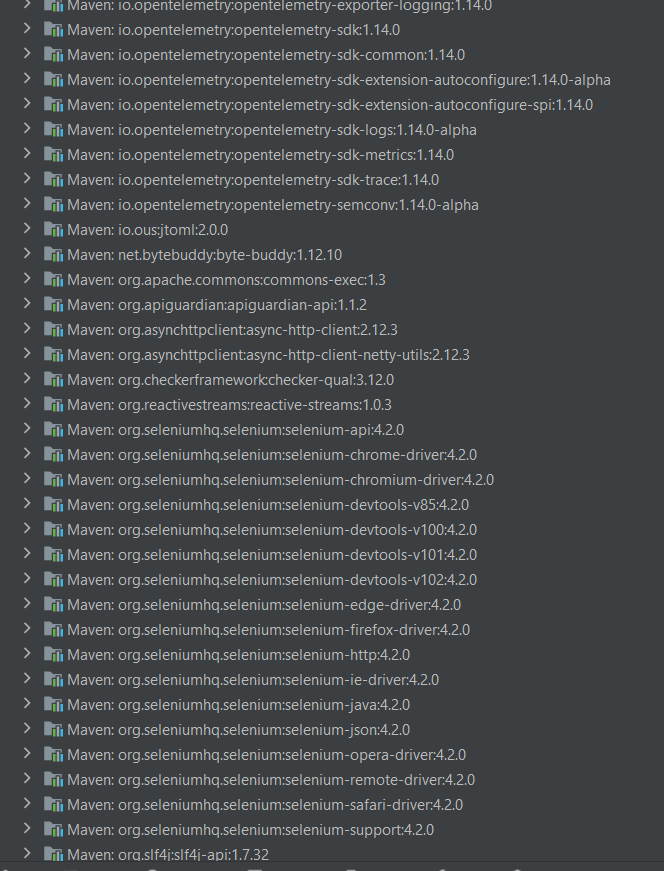 Maven: io.opentelemetry:opentelemetry-exporter-logging:1.14.0
Maven: io.opentelemetry:opentelemetry-sdk:1.14.0
Maven: io.opentelemetry:opentelemetry-sdk-common:1.14.0
Maven: io.opentelemetry:opentelemetry-sdk-extension-autoconfigure:1.14.0-alpha
Maven: io.opentelemetry:opentelemetry-sdk-extension-autoconfigure-spi:1.14.0
Maven: io.opentelemetry:opentelemetry-sdk-logs:1.14.0-alpha
Maven: io.opentelemetry:opentelemetry-sdk-metrics:1.14.0
Maven: io.opentelemetry:opentelemetry-sdk-trace:1.14.0
Maven: io.opentelemetry:opentelemetry-semconv:1.14.0-alpha
Maven: io.ous:jtoml:2.0.0
Maven: net.bytebuddy:byte-buddy:1.12.10
Maven: org.apache.commons:commons-exec:1.3
Maven: org.apiguardian:apiguardian-api:1.1.2
Maven: org.asynchttpclient:async-http-client:2.12.3
Maven: org.asynchttpclient:async-http-client-netty-utils:2.12.3
Maven: org.checkerframework:checker-qual:3.12.0
Maven: org.reactivestreams:reactive-streams:1.0.3
Maven: org.seleniumhq.selenium:selenium-api:4.2.0
Maven: org.seleniumhq.selenium:selenium-chrome-driver:4.2.0
Maven: org.seleniumhq.selenium:selenium-chromium-driver:4.2.0
Maven: org.seleniumhq.selenium:selenium-devtools-v85:4.2.0
Maven: org.seleniumhq.selenium:selenium-devtools-v100:4.2.0
Maven: org.seleniumhq.selenium:selenium-devtools-v101:4.2.0
Maven: org.seleniumhq.selenium:selenium-devtools-v102:4.2.0
Maven: org.seleniumhq.selenium:selenium-edge-driver:4.2.0
Maven: org.seleniumhq.selenium:selenium-firefox-driver:4.2.0
Maven: org.seleniumhq.selenium:selenium-http:4.2.0
Maven: org.seleniumhq.selenium:selenium-ie-driver:4.2.0
Maven: org.seleniumhq.selenium:selenium-java:4.2.0
Maven: org.seleniumhq.selenium:selenium-json:4.2.0
Maven: org.seleniumhq.selenium:selenium-opera-driver:4.2.0
Maven: org.seleniumhq.selenium:selenium-remote-driver:4.2.0
Maven: org.seleniumhq.selenium:selenium-safari-driver:4.2.0
Maven: org.seleniumhq.selenium:selenium-support:4.2.0
Maven: org.slf4j:slf4j-api:1.7.32